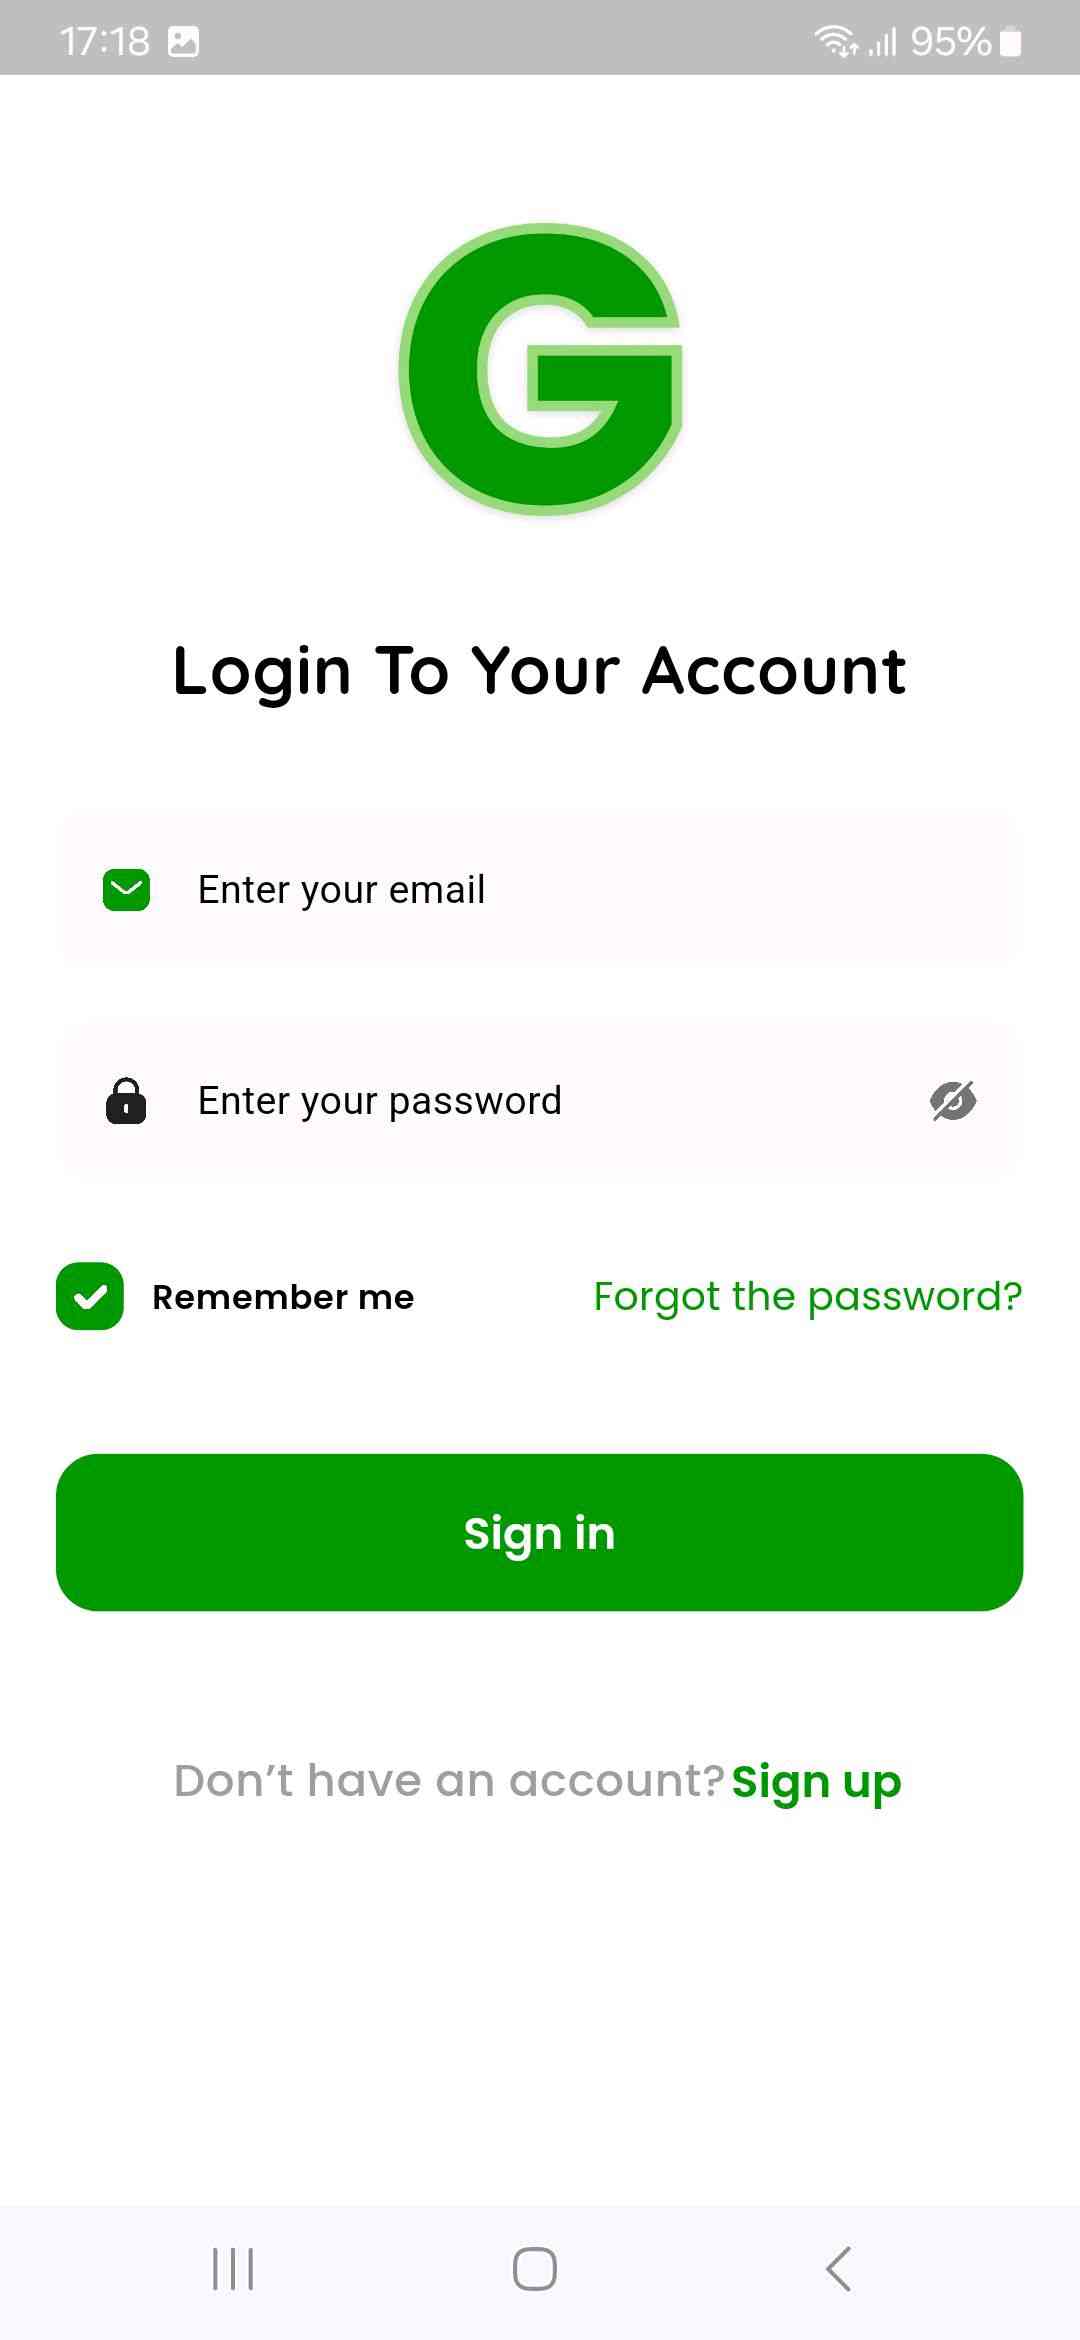 17:18 95%
G
Login To Your Account
Enter your email
Enter your password
Remember me Forgot the password?
Sign in
Don’t have an account? Sign up